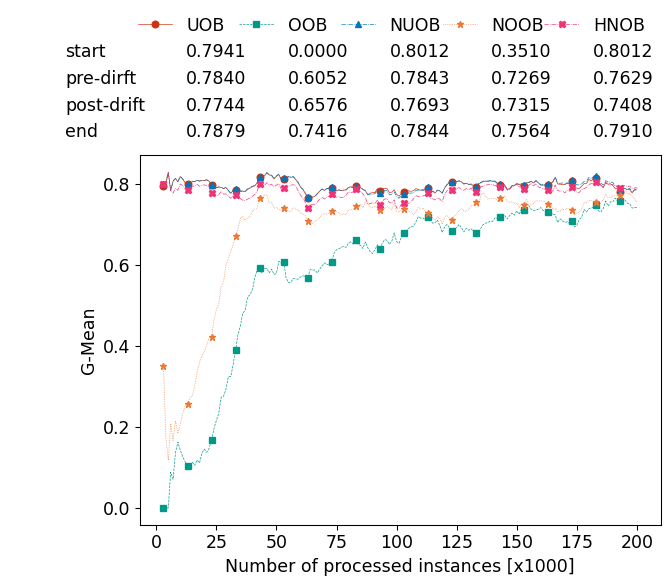 UOB OOB NUOB NOOB HNOB
start 0.7941 0.0000 0.8012 0.3510 0.8012
pre-dirft 0.7840 0.6052 0.7843 0.7269 0.7629
post-drift 0.7744 0.6576 0.7693 0.7315 0.7408
end 0.7879 0.7416 0.7844 0.7564 0.7910
0.8
0.6
0.4
0.2
0.0
G-Mean
0 25 50 75 100 125 150 175 200
Number of processed instances [x1000]